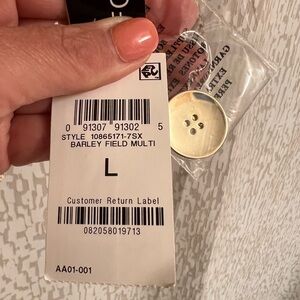 0 91307 91302 5
STYLE 10865171-7SX
BARLEY FIELD MULTI
L
Customer Return Label
082058019713
AA01-001